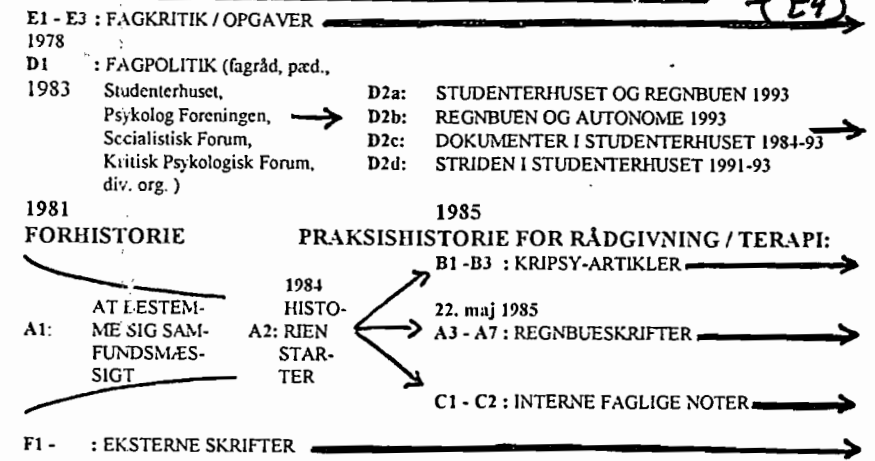 (E4)
E1 - E3 : FAGKRITIK / OPGAVER
1978
D1 : FAGPOLITIK (fagråd, pæd.,
1983 Studenterhuset,
Psykolog Foreningen,
Socialistisk Forum,
Kritisk Psykologisk Forum,
div. org. )
D2a: STUDENTERHUSET OG REGNBUEN 1993
D2b: REGNBUEN OG AUTONOME 1993
D2c: DOKUMENTER I STUDENTERHUSET 1984-93
D2d: STRIDEN I STUDENTERHUSET 1991-93
1981
FORHISTORIE
1985
PRAKSISHISTORIE FOR RÅDGIVNING / TERAPI:
AT BESTEM-
A1: ME SIG SAM-
FUNDSMÆS-
SIGT
1984
HISTO-
A2: RIEN
STAR-
TER
B1 -B3 : KRIPSY-ARTIKLER
22. maj 1985
A3 - A7 : REGNBUESKRIFTER
C1 - C2 : INTERNE FAGLIGE NOTER
F1 - : EKSTERNE SKRIFTER